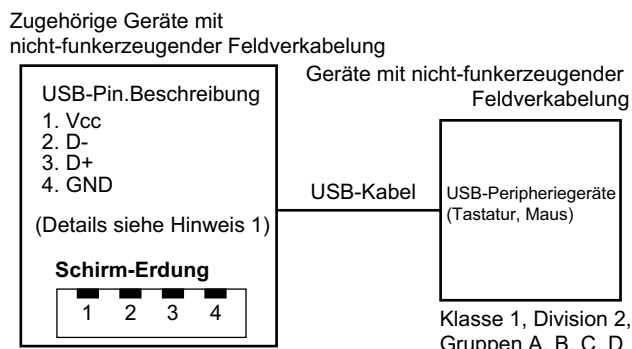 Zugehörige Geräte mit
nicht-funkerzeugender Feldverkabelung
USB-Pin.Beschreibung
1. Vcc
2. D-
3. D+
4. GND
(Details siehe Hinweis 1)
Schirm-Erdung
1 2 3 4
USB-Kabel
Geräte mit nicht-funkerzeugender
Feldverkabelung
USB-Peripheriegeräte
(Tastatur, Maus)
Klasse 1, Division 2,
Gruppen A, B, C, D